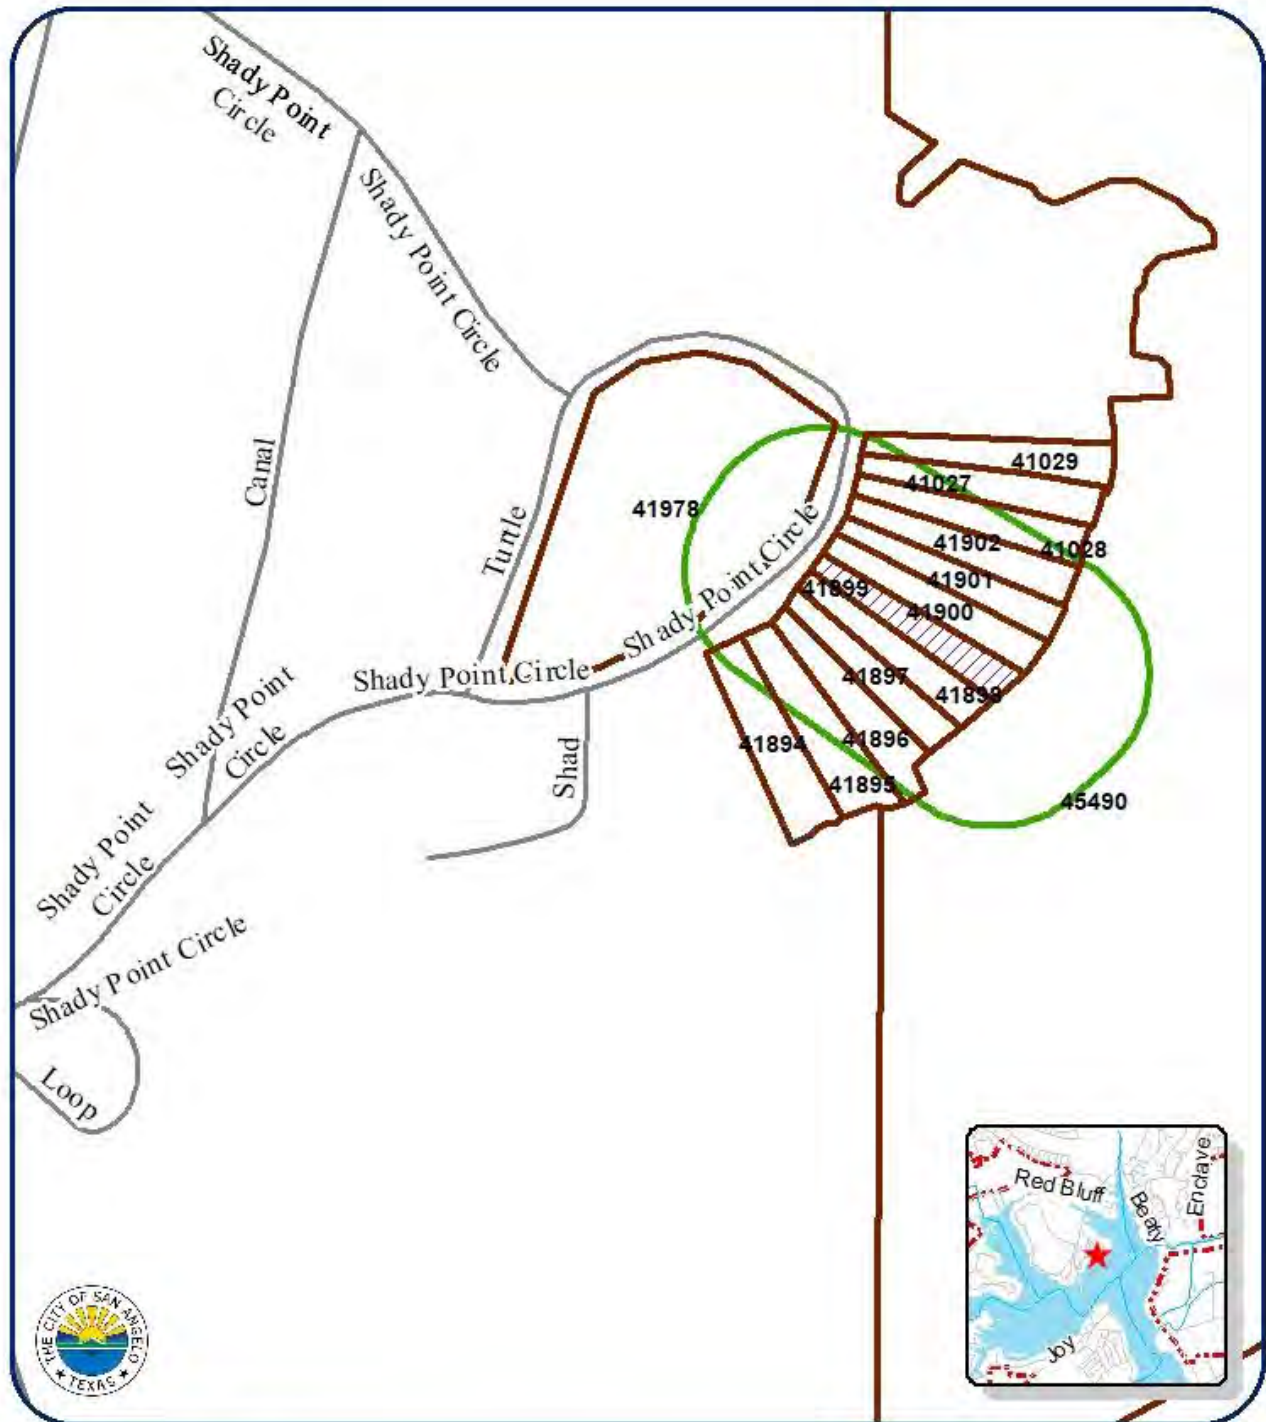 Shady Point
Circle
Shady Point Circle
Canal
Turtle
41978
41029
41027
41902
41028
41901
41899
41900
Shady Point Circle
Shady Point Circle
41897
41898
41894
41896
41895
45490
Shady Point
Circle
Shad
Shady Point
Circle
Shady Point Circle
Loop
Red Bluff
Beaty
Enclave
Joy
THE CITY OF SAN ANGELO
TEXAS